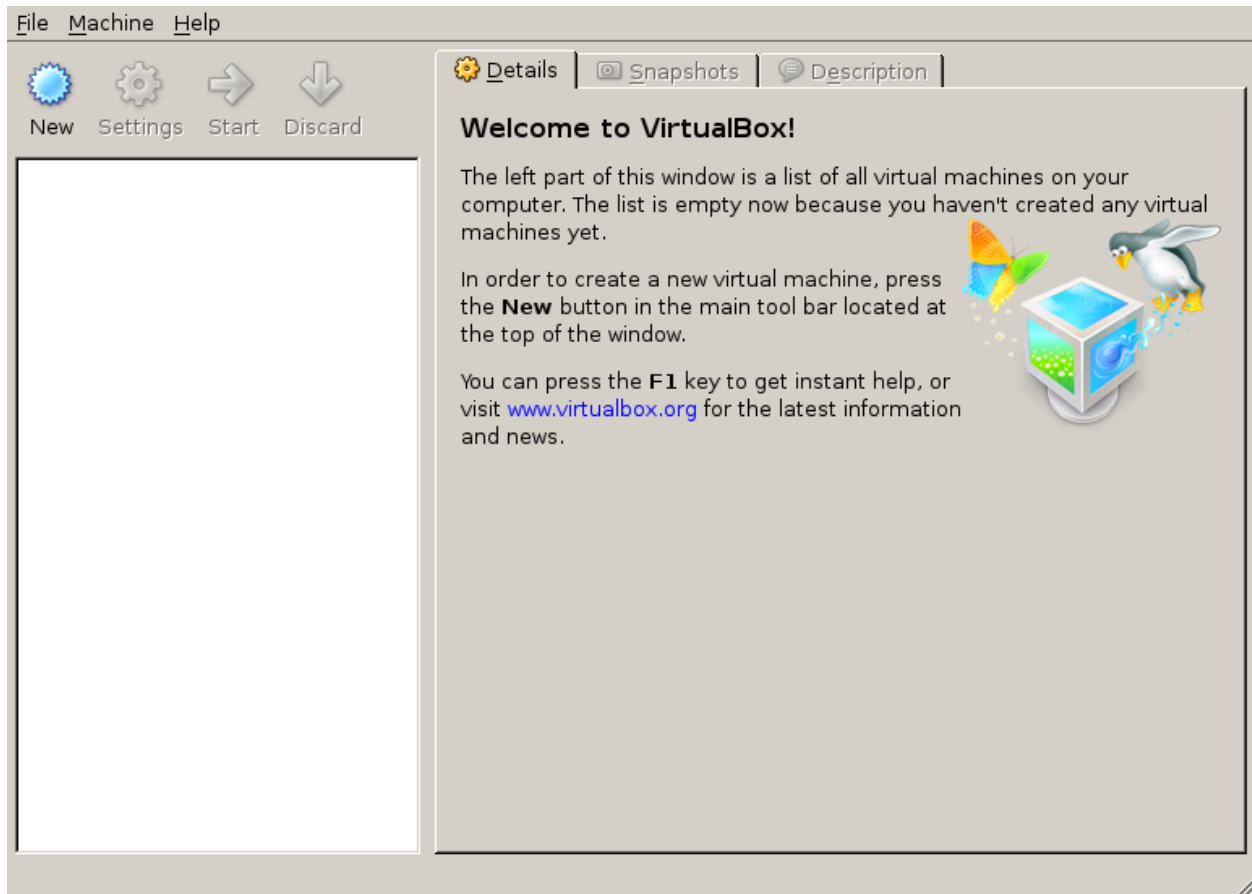 File Machine Help
New Settings Start Discard
Details Snapshots Description
Welcome to VirtualBox!
The left part of this window is a list of all virtual machines on your
computer. The list is empty now because you haven't created any virtual
machines yet.
In order to create a new virtual machine, press
the New button in the main tool bar located at
the top of the window.
You can press the F1 key to get instant help, or
visit www.virtualbox.org for the latest information
and news.